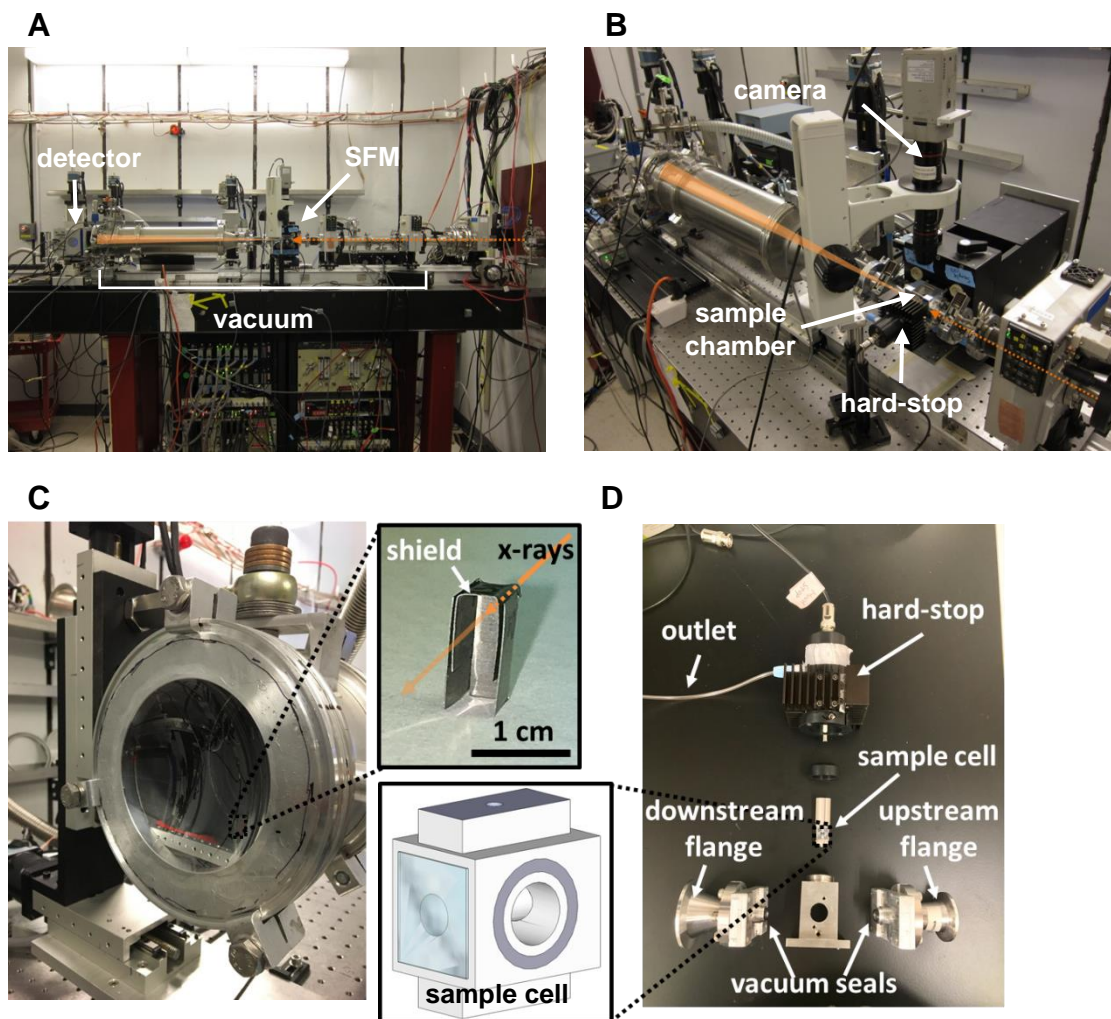 A
detector
SFM
vacuum
B
camera
sample
chamber
hard-stop
C
shield
x-rays
1 cm
sample cell
D
outlet
hard-stop
sample cell
downstream
flange
upstream
flange
vacuum seals